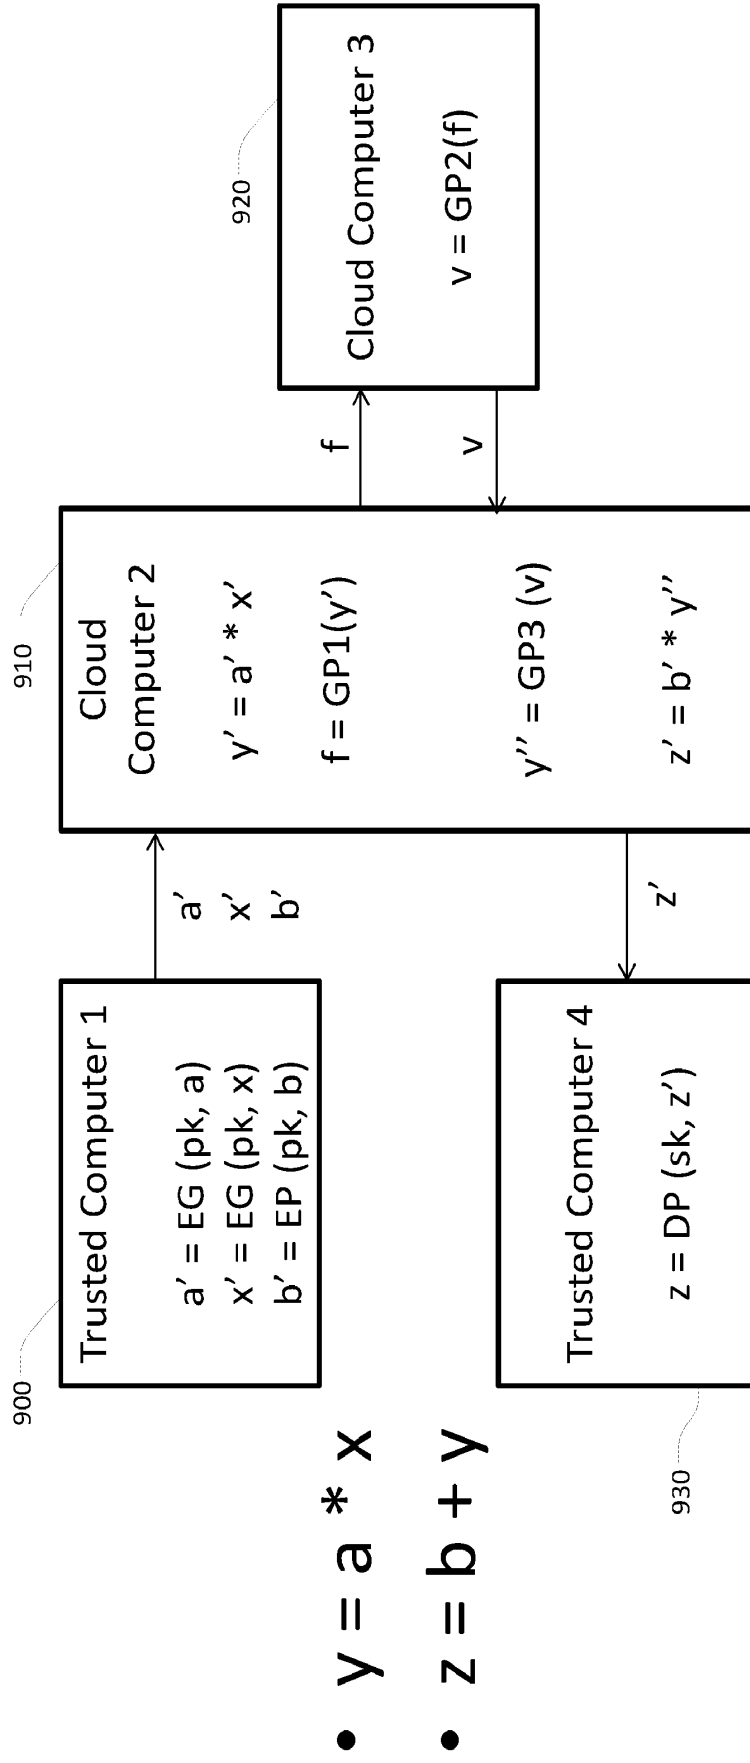 • y = a * x
• z = b + y
900
Trusted Computer 1
a′ = EG (pk, a)
x′ = EG (pk, x)
b′ = EP (pk, b)
a′
x′
b′
910
Cloud
Computer 2
y′ = a′ * x′
f = GP1(y′)
y′′ = GP3 (v)
z′ = b′ * y′′
f
v
920
Cloud Computer 3
v = GP2(f)
z′
Trusted Computer 4
z = DP (sk, z′)
930